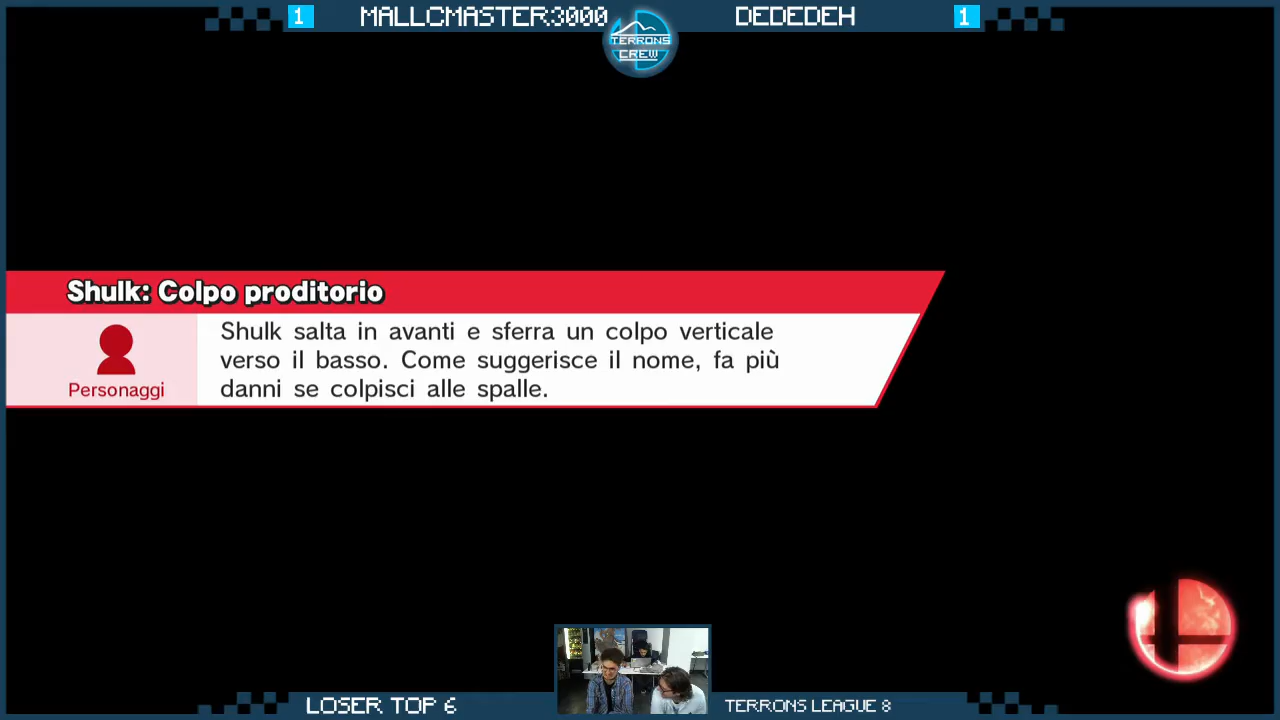 1 MALLCMASTER3000 DEDEDEH 1
TERRONS
CREW
Shulk: Colpo proditorio
Shulk salta in avanti e sferra un colpo verticale
verso il basso. Come suggerisce il nome, fa più
danni se colpisci alle spalle.
Personaggi
LOSER TOP 6 TERRONS LEAGUE 8